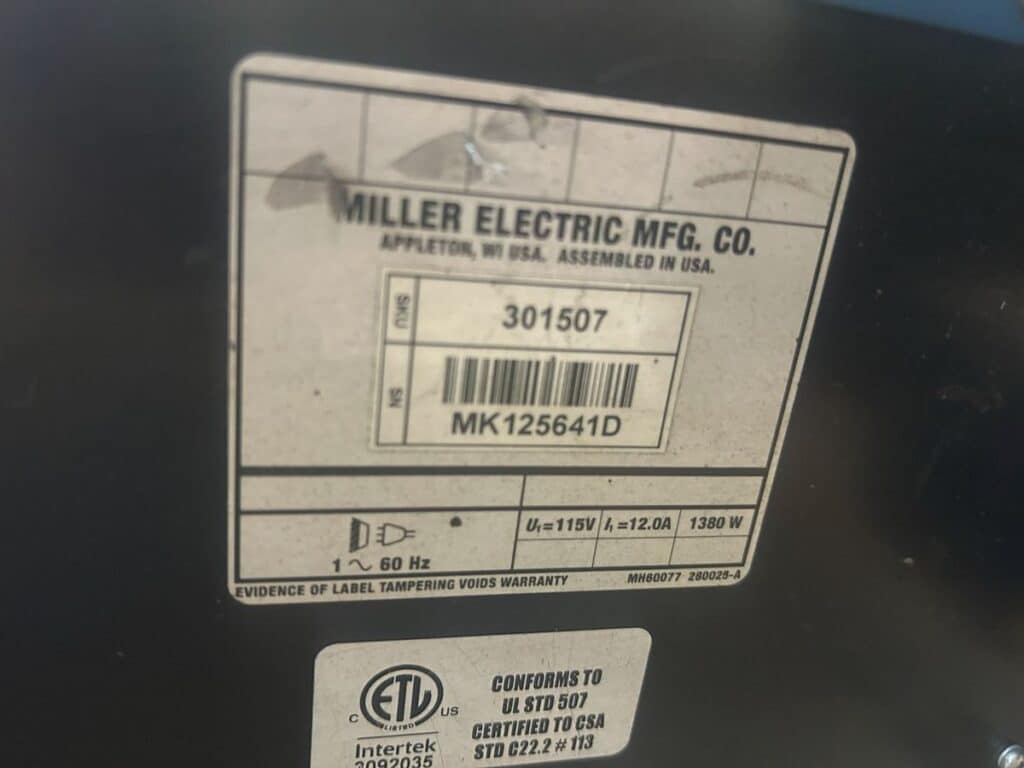 MILLER ELECTRIC MFG. CO.
APPLETON, WI USA. ASSEMBLED IN USA.
SKU 301507
SN
MK125641D
U₁=115V I₁=12.0A 1380 W
1 ~ 60 Hz
EVIDENCE OF LABEL TAMPERING VOIDS WARRANTY
MH60077 280025-A
ETL
LISTED
C US
Intertek
3092035
CONFORMS TO
UL STD 507
CERTIFIED TO CSA
STD C22.2 # 113